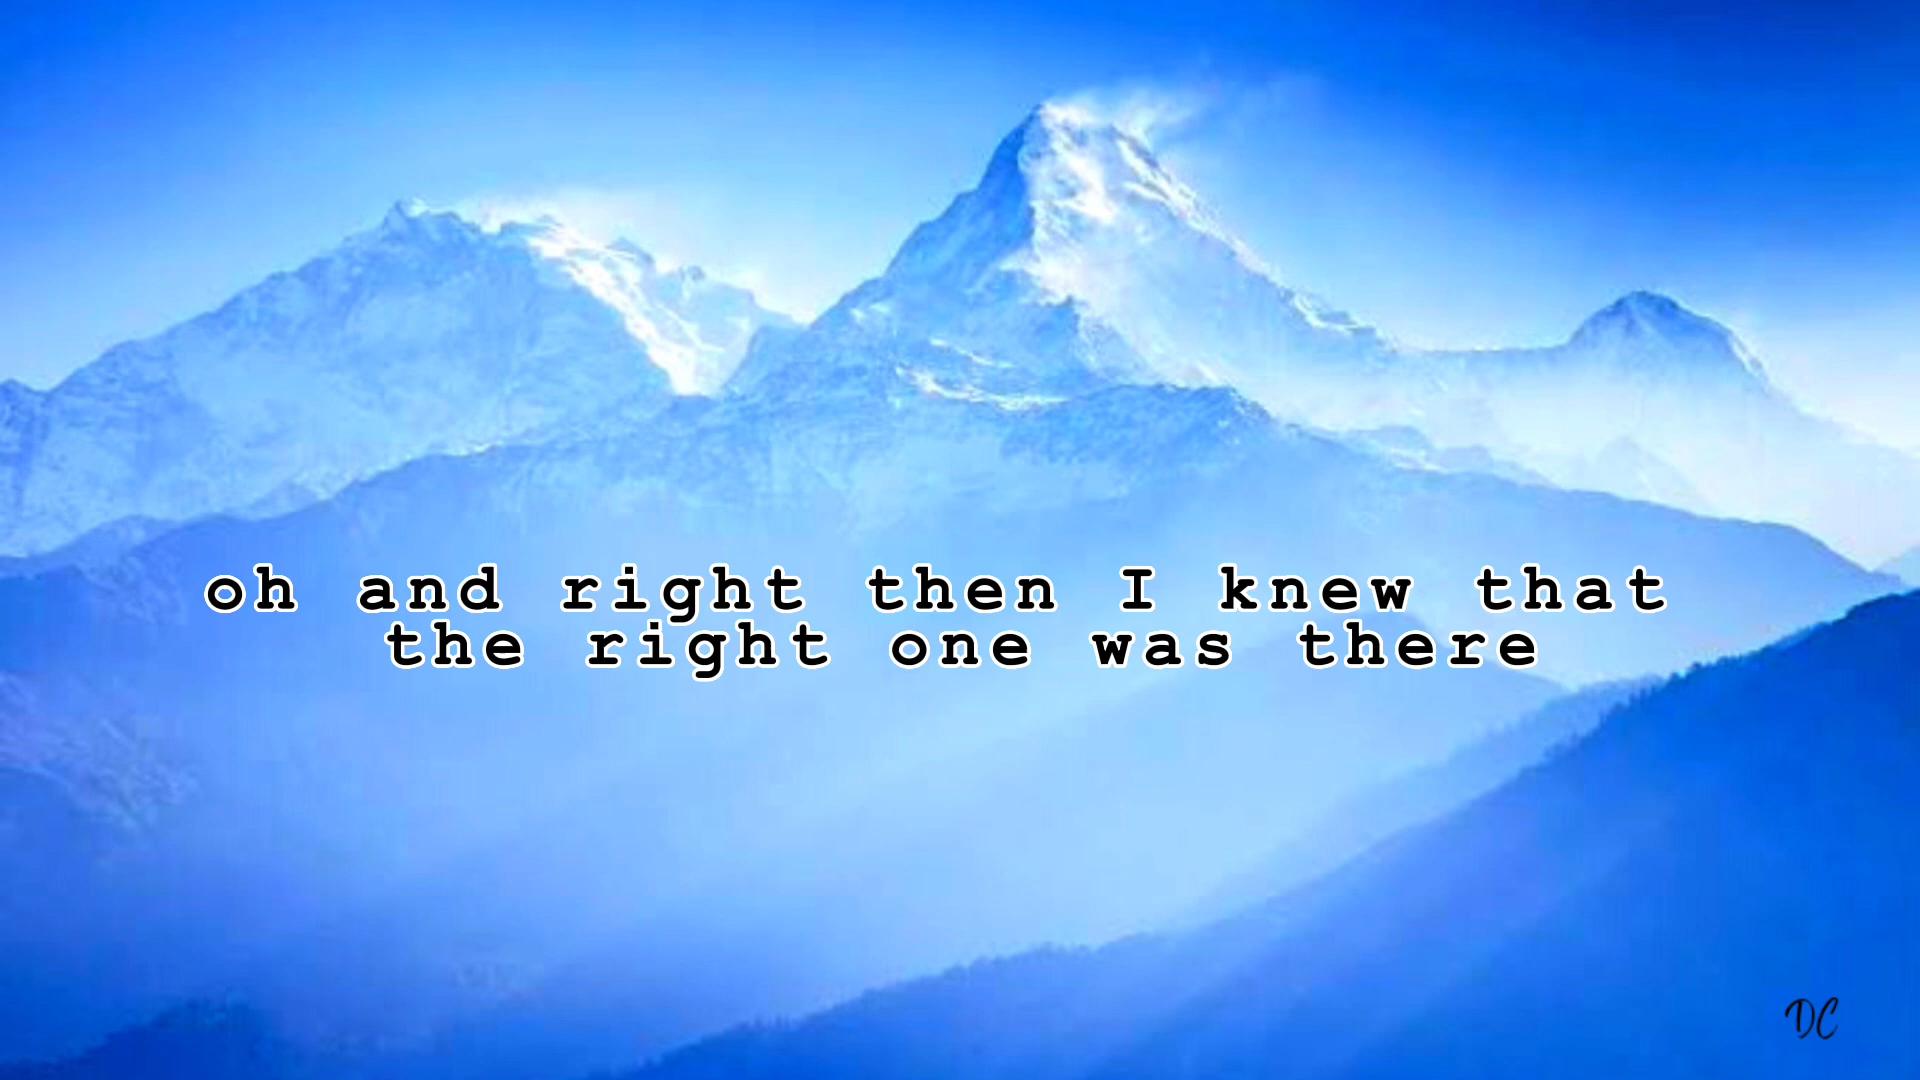 oh and right then I knew that
the right one was there
DC